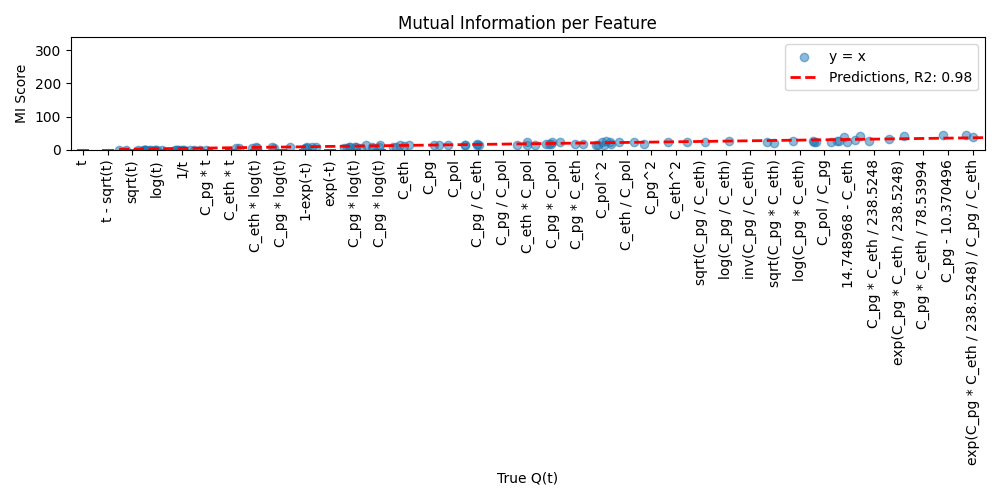 Mutual Information per Feature
MI Score
300
200
100
0
y = x
Predictions, R2: 0.98
t
t - sqrt(t)
sqrt(t)
log(t)
1/t
C_pg * t
C_eth * t
C_eth * log(t)
C_pg * log(t)
1-exp(-t)
exp(-t)
C_pg * log(t)
C_pg * log(t)
C_eth
C_pg
C_pol
C_pg / C_eth
C_pg / C_pol
C_eth * C_pol
C_pg * C_pol
C_pg * C_eth
C_pol^2
C_eth / C_pol
C_pg^2
C_eth^2
sqrt(C_pg / C_eth)
log(C_pg / C_eth)
inv(C_pg / C_eth)
sqrt(C_pg * C_eth)
log(C_pg * C_eth)
C_pol / C_pg
14.748968 - C_eth
C_pg * C_eth / 238.5248
exp(C_pg * C_eth / 238.5248)
C_pg * C_eth / 78.53994
C_pg - 10.370496
exp(C_pg * C_eth / 238.5248) / C_pg / C_eth
True Q(t)